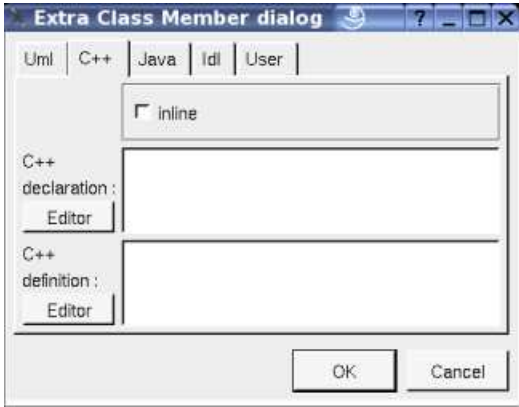 Extra Class Member dialog
Uml C++ Java Idl User
inline
C++
declaration :
Editor
C++
definition :
Editor
OK Cancel